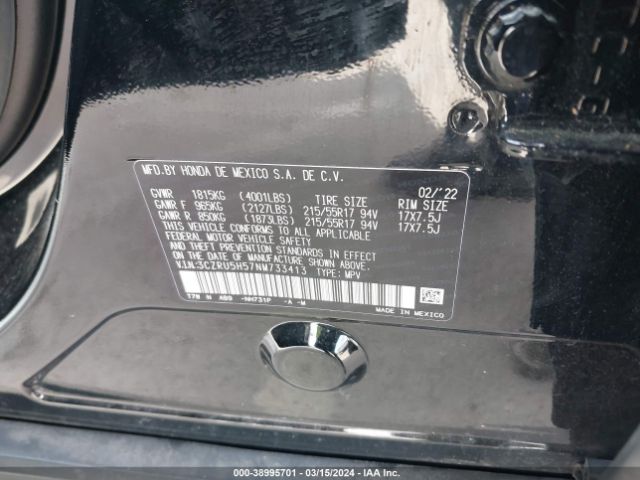 MFD.BY HONDA DE MEXICO S.A. DE C.V. 02/'22
GVWR 1815KG (4001LBS) TIRE SIZE RIM SIZE
GAWR F 965KG (2127LBS) 215/55R17 94V 17X7.5J
GAWR R 850KG (1873LBS) 215/55R17 94V 17X7.5J
THIS VEHICLE CONFORMS TO ALL APPLICABLE
FEDERAL MOTOR VEHICLE SAFETY
AND THEFT PREVENTION STANDARDS IN EFFECT
ON THE DATE OF MANUFACTURE SHOWN ABOVE.
V.I.N:3CZRU5H57NM733413 TYPE: MPV
NH731P -A -M MADE IN MEXICO
000-38995701 - 03/15/2024 - IAA Inc.